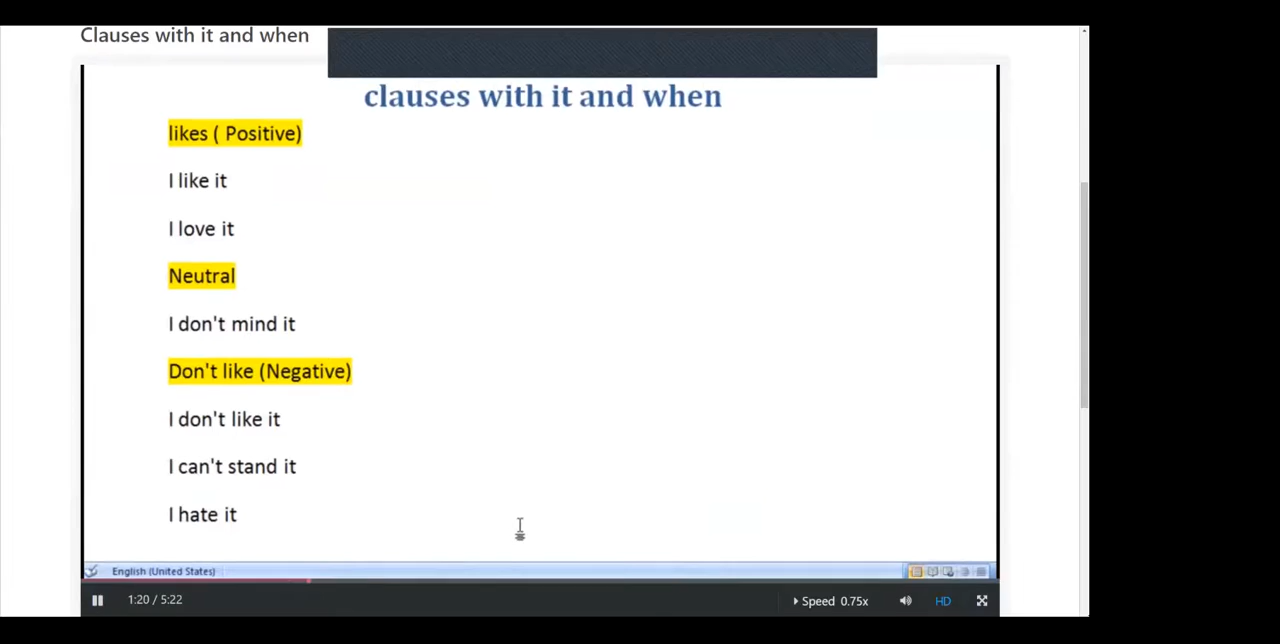 Clauses with it and when
clauses with it and when
likes ( Positive)
I like it
I love it
Neutral
I don't mind it
Don't like (Negative)
I don't like it
I can't stand it
I hate it
English (United States)
1:20 / 5:22
Speed 0.75x
HD